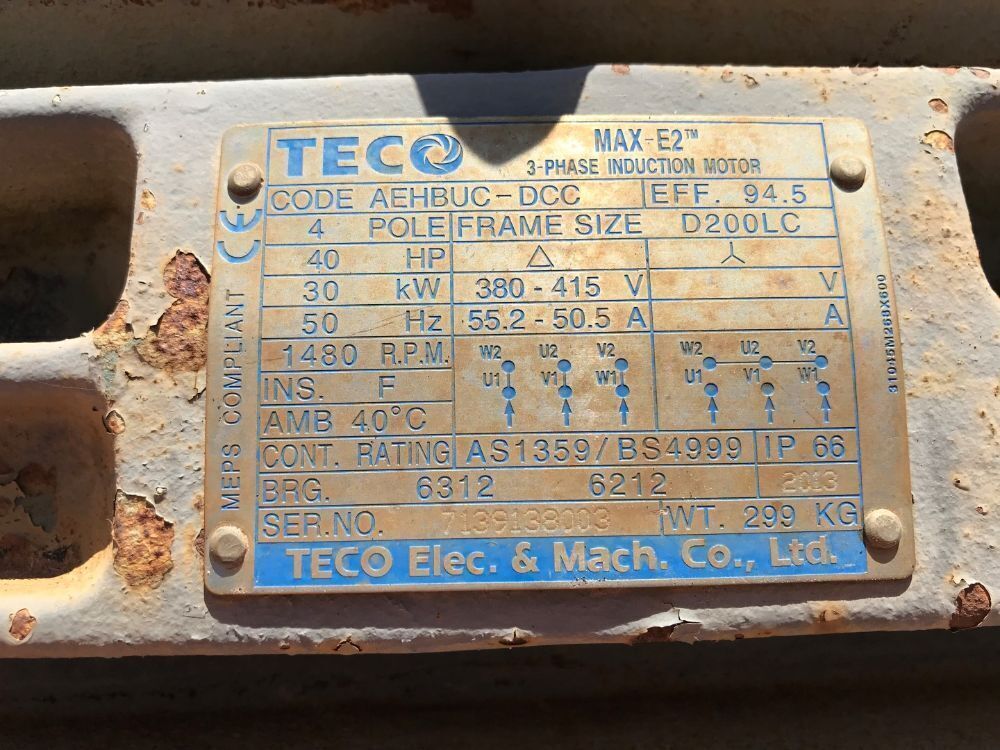 TECO MAX-E2™
3-PHASE INDUCTION MOTOR
CODE AEHBUC-DCC EFF. 94.5
4 POLE FRAME SIZE D200LC
40 HP △ 人
30 kW 380-415 V V
50 Hz 55.2-50.5 A A
1480 R.P.M. W2 U2 V2 W2 U2 V2
U1 V1 W1 U1 V1 W1
INS. F
AMB 40°C
CONT. RATING AS1359/BS4999 IP 66
BRG. 6312 6212 2013
SER.NO. 7139138003 WT. 299 KG
TECO Elec. & Mach. Co., Ltd.
CE
MEPS COMPLIANT
31045M268X600